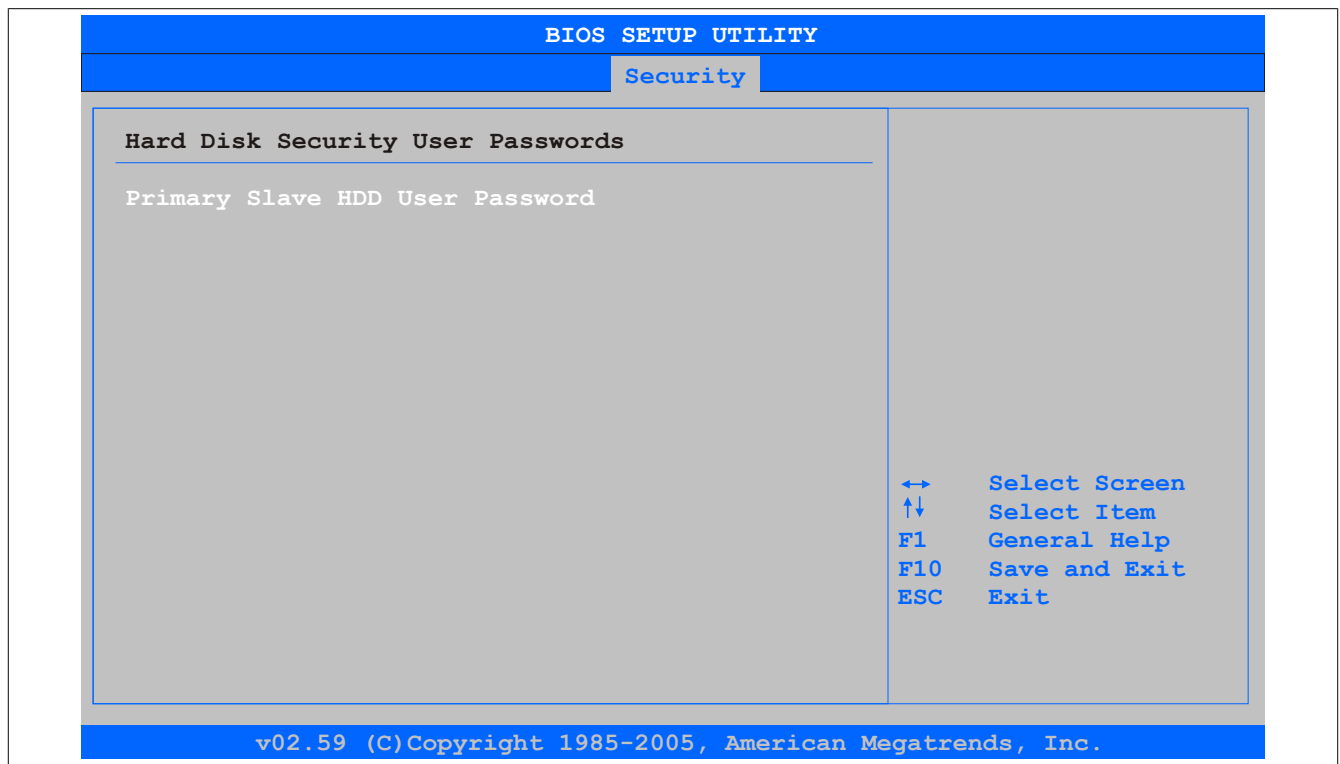 BIOS SETUP UTILITY
Security
Hard Disk Security User Passwords
Primary Slave HDD User Password
↔ Select Screen
↑↓ Select Item
F1 General Help
F10 Save and Exit
ESC Exit
v02.59 (C)Copyright 1985-2005, American Megatrends, Inc.